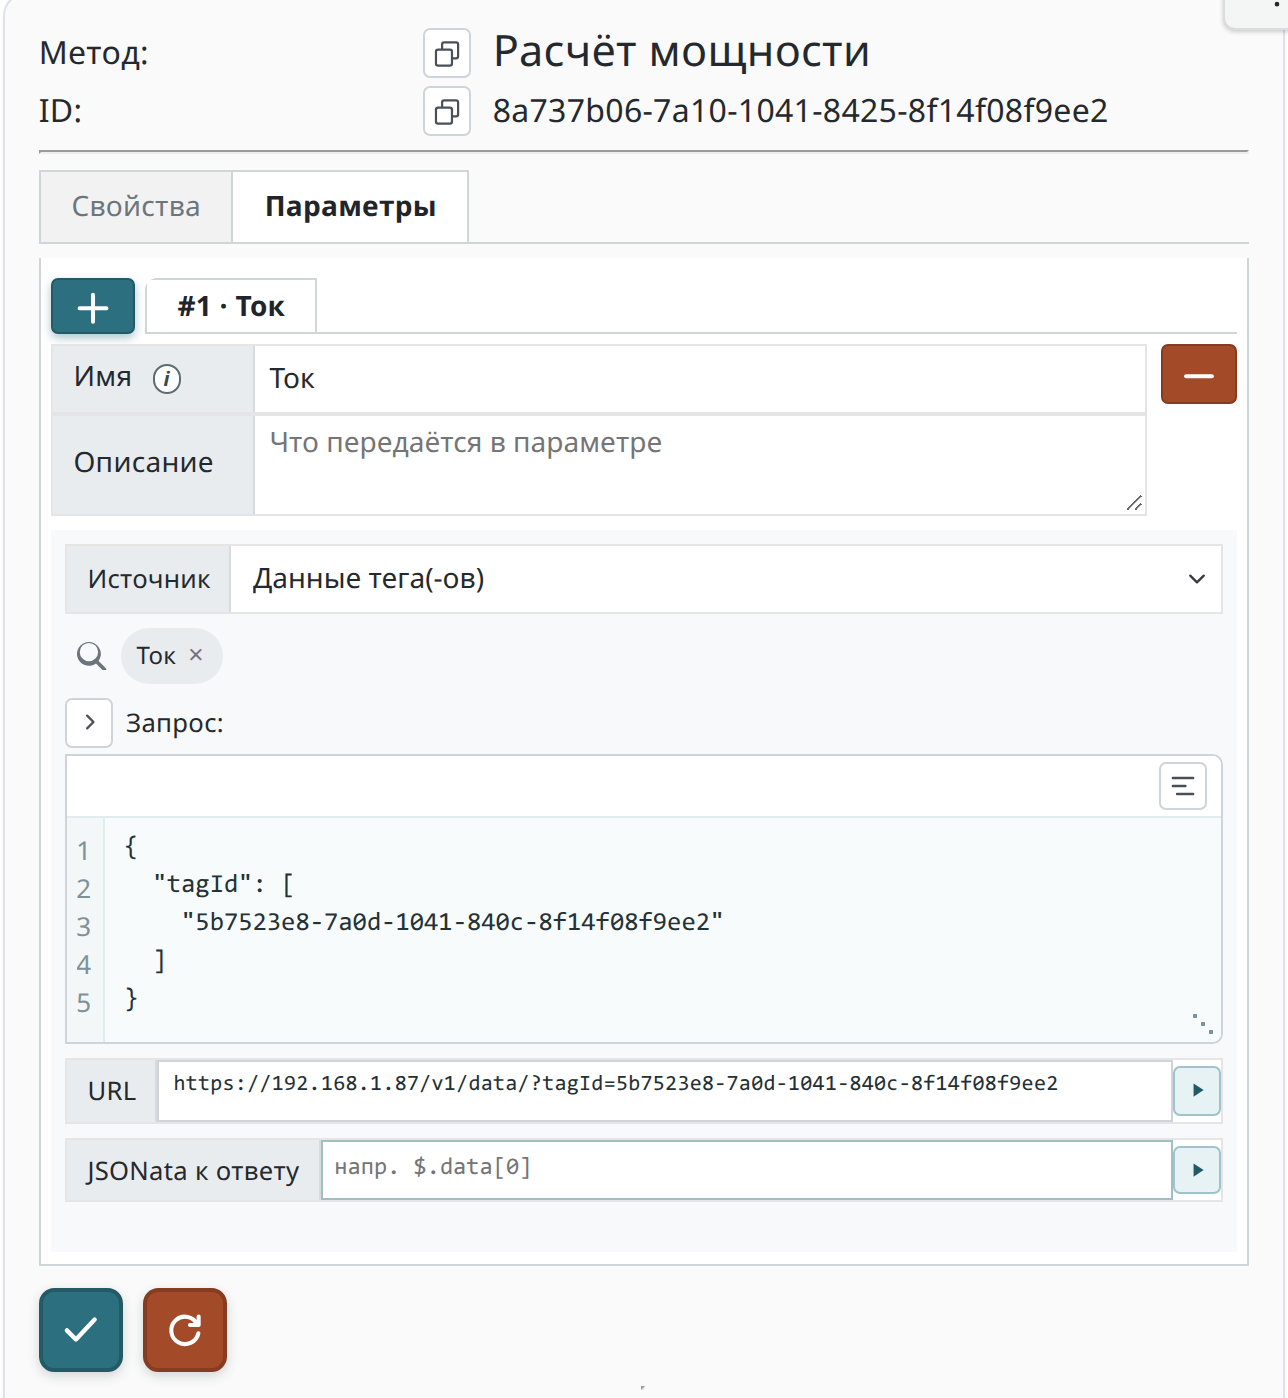 Метод:
Расчёт мощности
ID:
8a737b06-7a10-1041-8425-8f14f08f9ee2
Свойства
Параметры
#1 · Ток
Имя
i
Ток
Описание
Что передаётся в параметре
Источник
Данные тега(-ов)
Ток ×
Запрос:
1 {
2 "tagId": [
3 "5b7523e8-7a0d-1041-840c-8f14f08f9ee2"
4 ]
5 }
URL
https://192.168.1.87/v1/data/?tagId=5b7523e8-7a0d-1041-840c-8f14f08f9ee2
JSONata к ответу
напр. $.data[0]